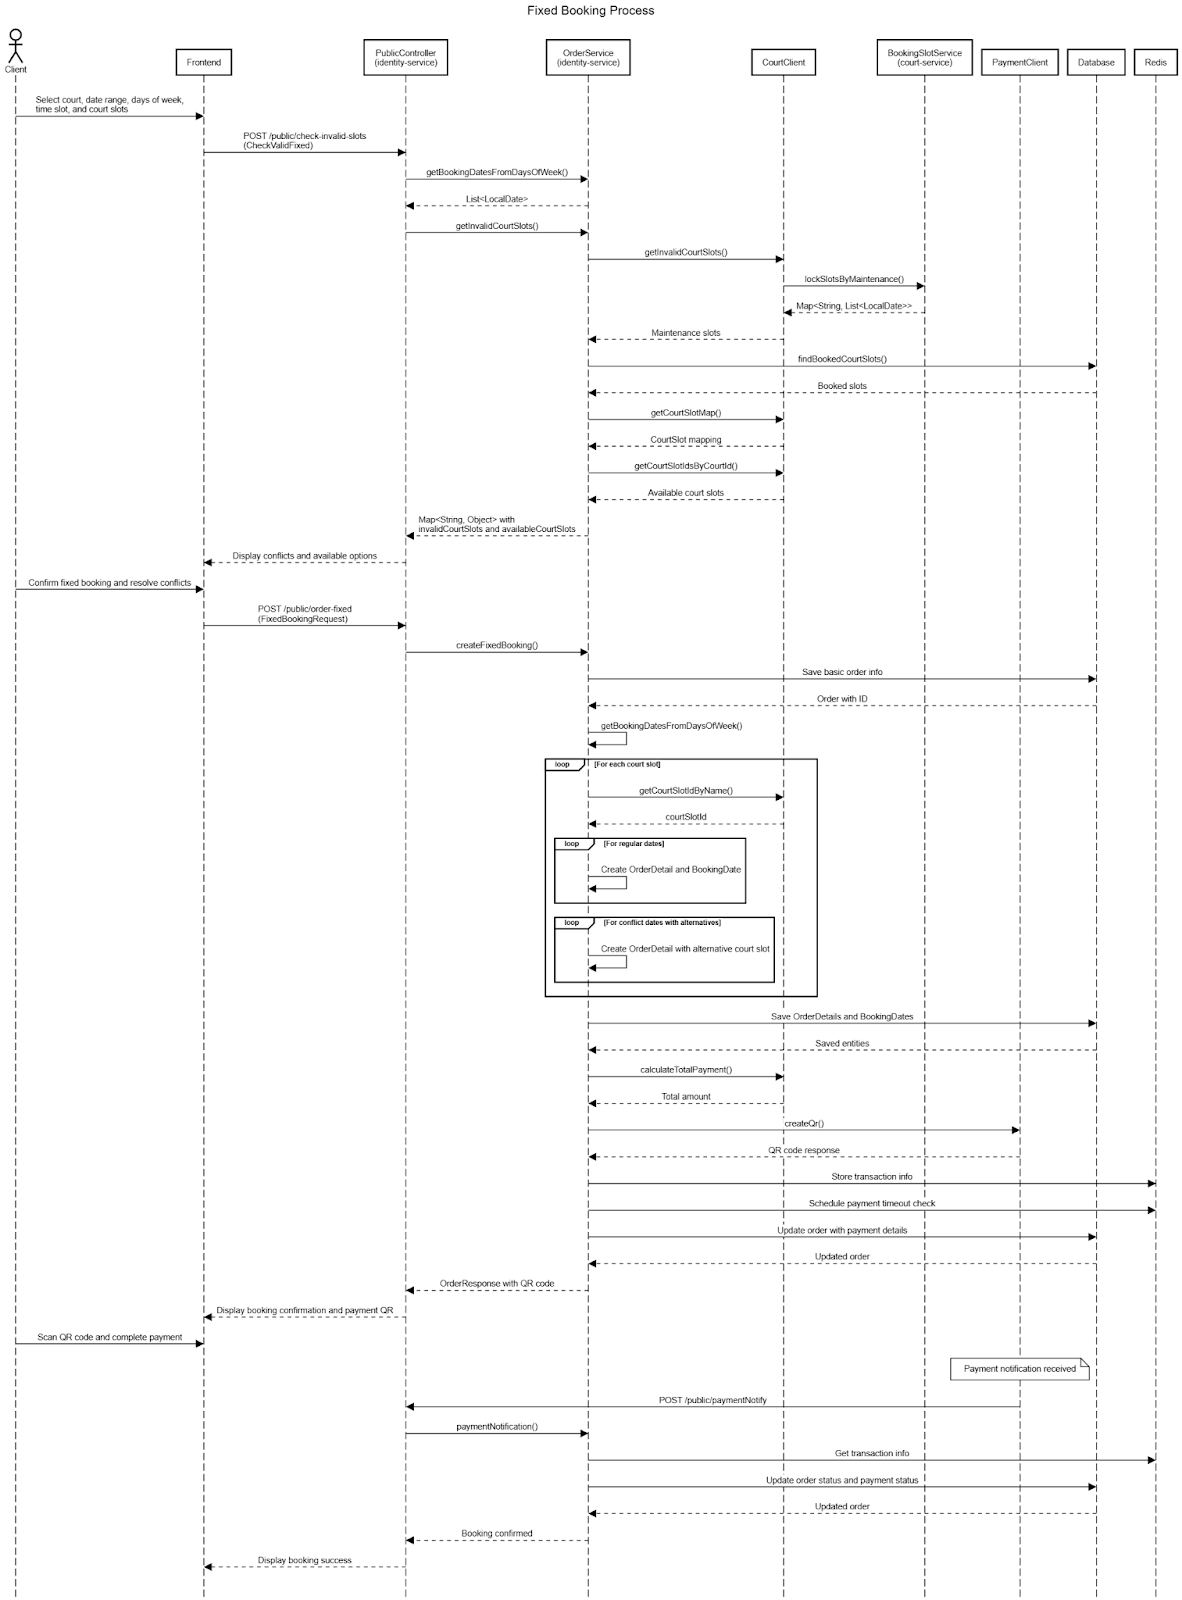 Fixed Booking Process
Client
Frontend
PublicController
(identity-service)
OrderService
(identity-service)
CourtClient
BookingSlotService
(court-service)
PaymentClient
Database
Redis
Select court, date range, days of week,
time slot, and court slots
POST /public/check-invalid-slots
(CheckValidFixed)
getBookingDatesFromDaysOfWeek()
List<LocalDate>
getInvalidCourtSlots()
getInvalidCourtSlots()
lockSlotsByMaintenance()
Map<String, List<LocalDate>>
Maintenance slots
findBookedCourtSlots()
Booked slots
getCourtSlotMap()
CourtSlot mapping
getCourtSlotIdsByCourtId()
Available court slots
Map<String, Object> with
invalidCourtSlots and availableCourtSlots
Display conflicts and available options
Confirm fixed booking and resolve conflicts
POST /public/order-fixed
(FixedBookingRequest)
createFixedBooking()
Save basic order info
Order with ID
getBookingDatesFromDaysOfWeek()
loop [For each court slot]
getCourtSlotIdByName()
courtSlotId
loop [For regular dates]
Create OrderDetail and BookingDate
loop [For conflict dates with alternatives]
Create OrderDetail with alternative court slot
Save OrderDetails and BookingDates
Saved entities
calculateTotalPayment()
Total amount
createQr()
QR code response
Store transaction info
Schedule payment timeout check
Update order with payment details
Updated order
OrderResponse with QR code
Display booking confirmation and payment QR
Scan QR code and complete payment
Payment notification received
POST /public/paymentNotify
paymentNotification()
Get transaction info
Update order status and payment status
Updated order
Booking confirmed
Display booking success